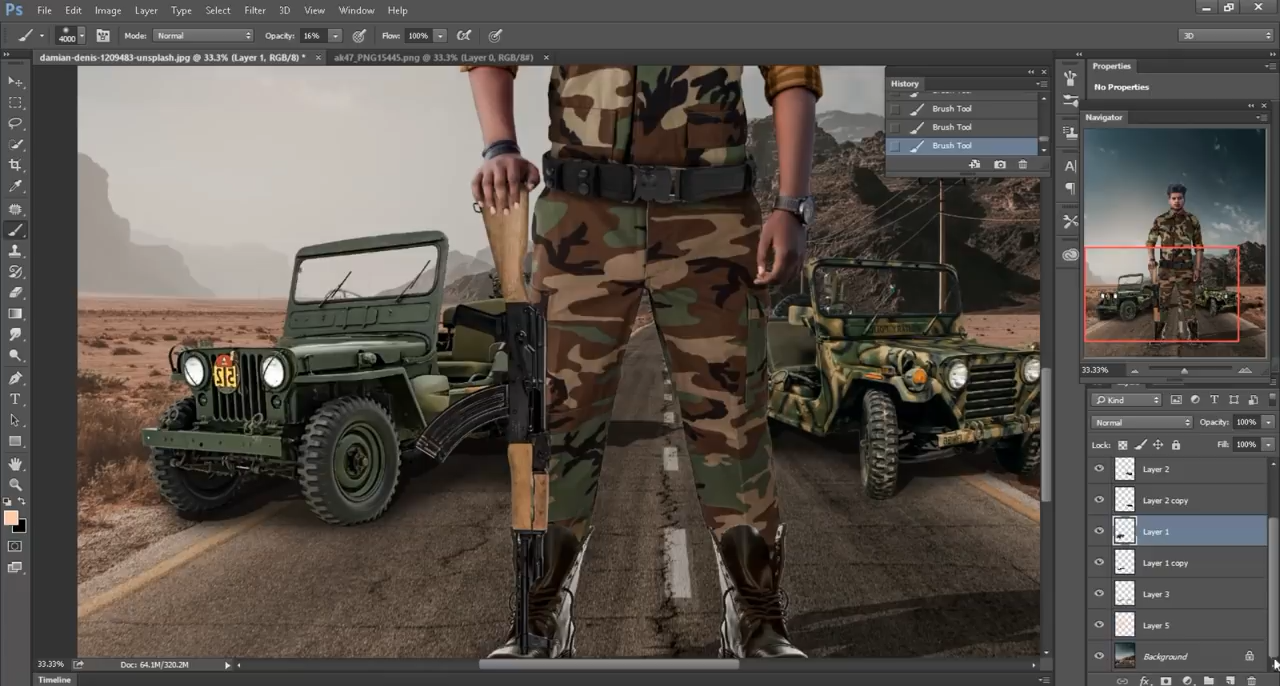 Ps File Edit Image Layer Type Select Filter 3D View Window Help
4000 Mode: Normal Opacity: 16% Flow: 100% 3D
damian-denis-1209483-unsplash.jpg @ 33.3% (Layer 1, RGB/8) * × ak47_PNG15445.png @ 33.3% (Layer 0, RGB/8#) ×
Properties
No Properties
History
Brush Tool
Brush Tool
Brush Tool
Navigator
33.33%
Kind
Normal Opacity: 100%
Lock: Fill: 100%
Layer 2
Layer 2 copy
Layer 1
Layer 1 copy
Layer 3
Layer 5
Background
33.33% Doc: 64.1M/320.2M
Timeline